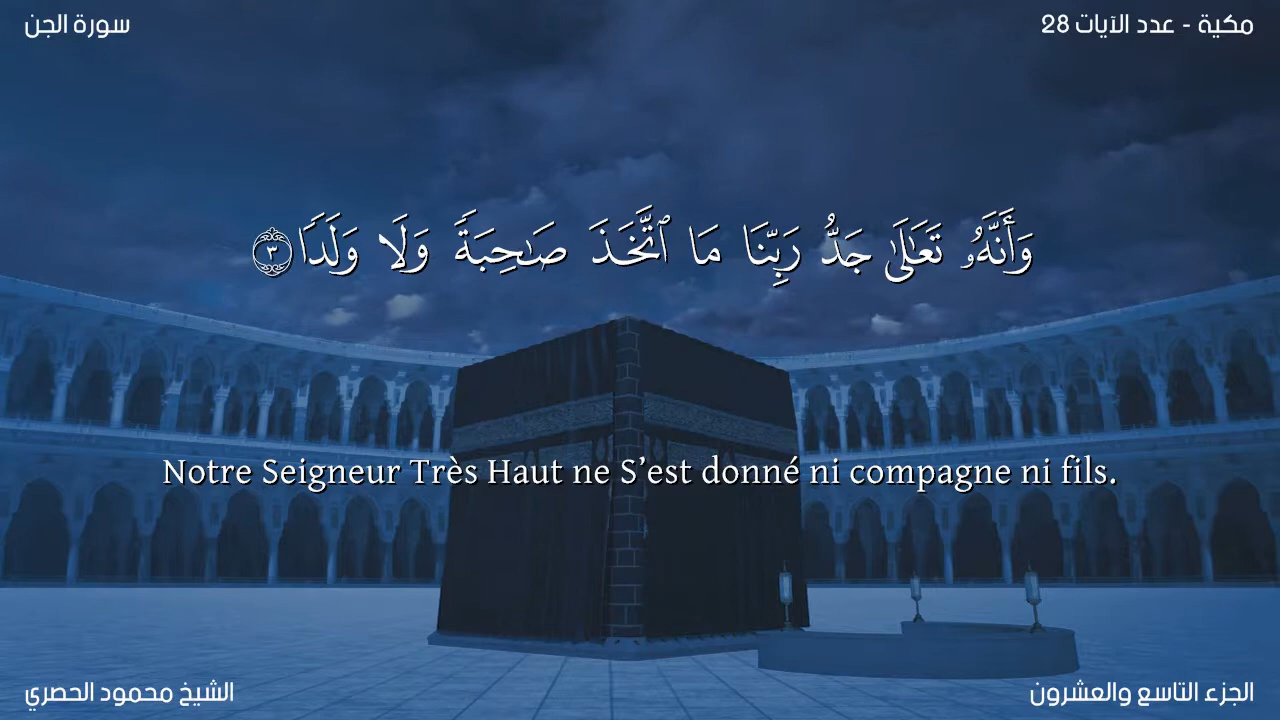 سورة الجن
مكية - عدد الآيات 28
وَأَنَّهُۥ تَعَٰلَىٰ جَدُّ رَبِّنَا مَا ٱتَّخَذَ صَٰحِبَةً وَلَا وَلَدًا ٣
Notre Seigneur Très Haut ne S’est donné ni compagne ni fils.
الشيخ محمود الحصري
الجزء التاسع والعشرون